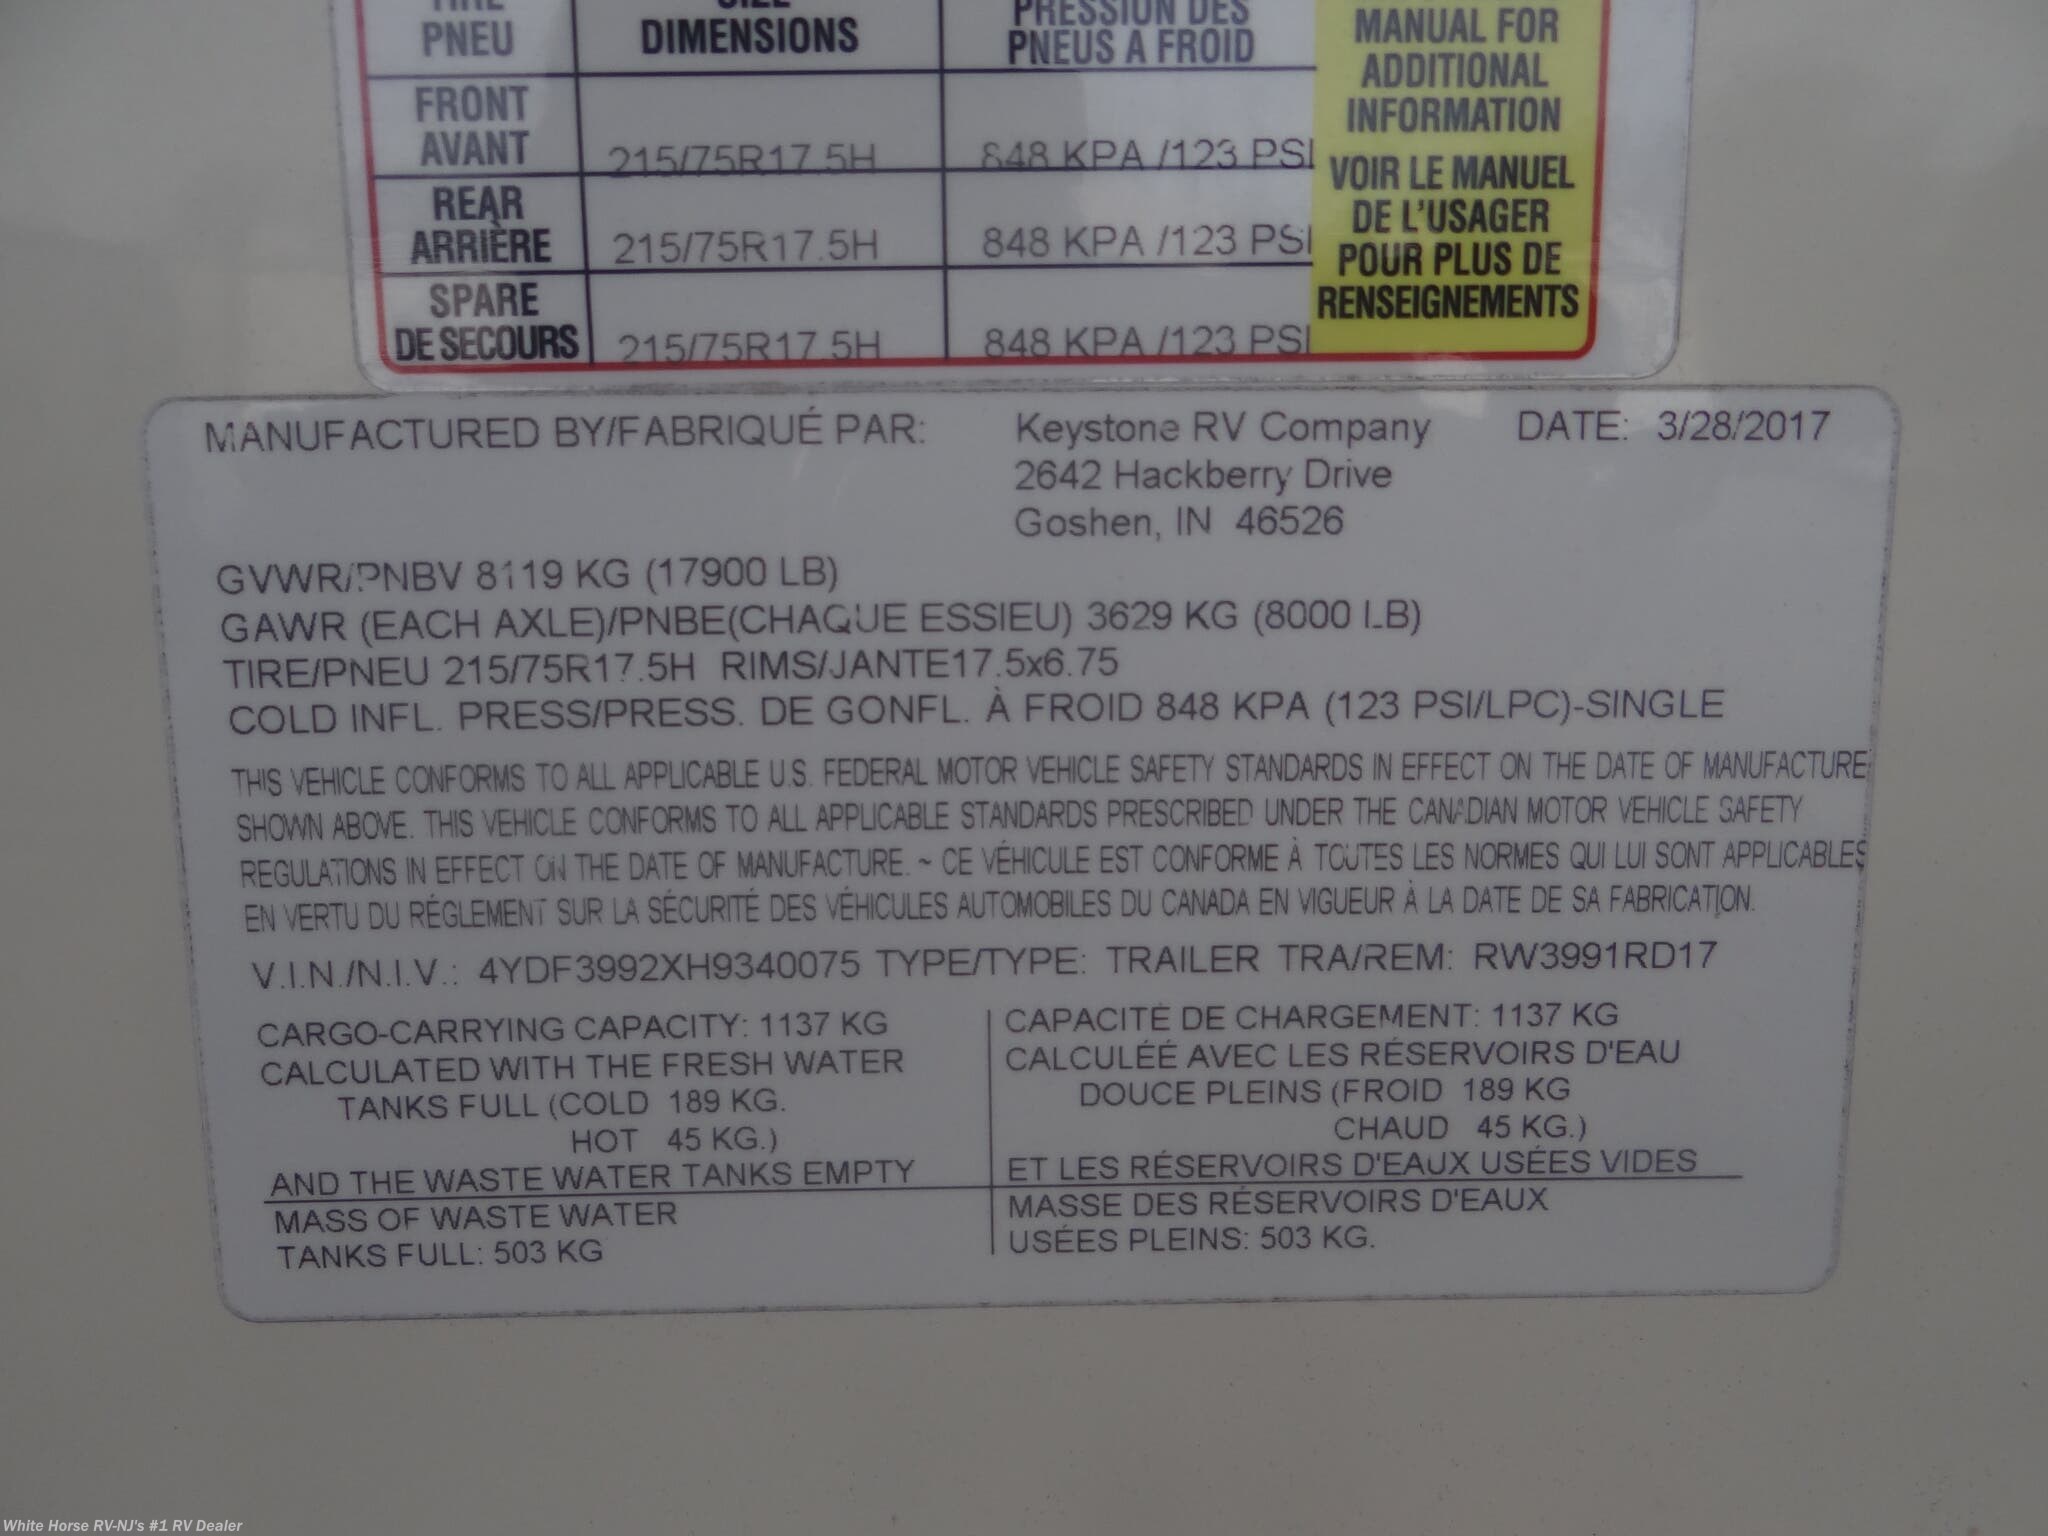 TIRE SIZE PRESSION DES
PNEU DIMENSIONS PNEUS A FROID
FRONT
AVANT 215/75R17.5H 848 KPA /123 PSI
REAR
ARRIÈRE 215/75R17.5H 848 KPA /123 PSI
SPARE
DE SECOURS 215/75R17.5H 848 KPA /123 PSI
MANUAL FOR
ADDITIONAL
INFORMATION
VOIR LE MANUEL
DE L'USAGER
POUR PLUS DE
RENSEIGNEMENTS
MANUFACTURED BY/FABRIQUÉ PAR: Keystone RV Company DATE: 3/28/2017
2642 Hackberry Drive
Goshen, IN 46526
GVWR/PNBV 8119 KG (17900 LB)
GAWR (EACH AXLE)/PNBE(CHAQUE ESSIEU) 3629 KG (8000 LB)
TIRE/PNEU 215/75R17.5H RIMS/JANTE17.5x6.75
COLD INFL. PRESS/PRESS. DE GONFL. À FROID 848 KPA (123 PSI/LPC)-SINGLE
THIS VEHICLE CONFORMS TO ALL APPLICABLE U.S. FEDERAL MOTOR VEHICLE SAFETY STANDARDS IN EFFECT ON THE DATE OF MANUFACTURE
SHOWN ABOVE. THIS VEHICLE CONFORMS TO ALL APPLICABLE STANDARDS PRESCRIBED UNDER THE CANADIAN MOTOR VEHICLE SAFETY
REGULATIONS IN EFFECT ON THE DATE OF MANUFACTURE. ~ CE VÉHICULE EST CONFORME À TOUTES LES NORMES QUI LUI SONT APPLICABLES
EN VERTU DU RÉGLEMENT SUR LA SÉCURITÉ DES VÉHICULES AUTOMOBILES DU CANADA EN VIGUEUR À LA DATE DE SA FABRICATION.
V.I.N./N.I.V.: 4YDF3992XH9340075 TYPE/TYPE: TRAILER TRA/REM: RW3991RD17
CARGO-CARRYING CAPACITY: 1137 KG
CALCULATED WITH THE FRESH WATER
TANKS FULL (COLD 189 KG.
HOT 45 KG.)
AND THE WASTE WATER TANKS EMPTY
MASS OF WASTE WATER
TANKS FULL: 503 KG
CAPACITÉ DE CHARGEMENT: 1137 KG
CALCULÉÉ AVEC LES RÉSERVOIRS D'EAU
DOUCE PLEINS (FROID 189 KG
CHAUD 45 KG.)
ET LES RÉSERVOIRS D'EAUX USÉES VIDES
MASSE DES RÉSERVOIRS D'EAUX
USÉES PLEINS: 503 KG.
White Horse RV-NJ's #1 RV Dealer